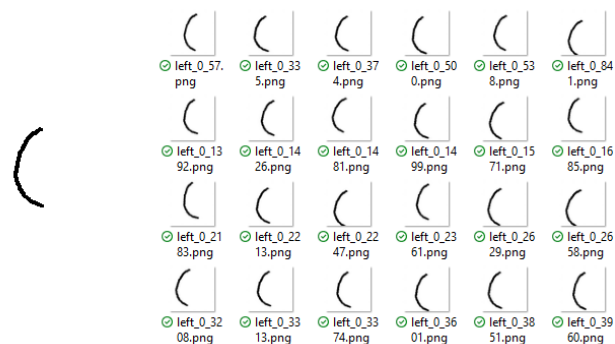 left_0_57.png left_0_335.png left_0_374.png left_0_500.png left_0_538.png left_0_841.png
left_0_1392.png left_0_1426.png left_0_1481.png left_0_1499.png left_0_1571.png left_0_1685.png
left_0_2183.png left_0_2213.png left_0_2247.png left_0_2361.png left_0_2629.png left_0_2658.png
left_0_3208.png left_0_3313.png left_0_3374.png left_0_3601.png left_0_3851.png left_0_3960.png